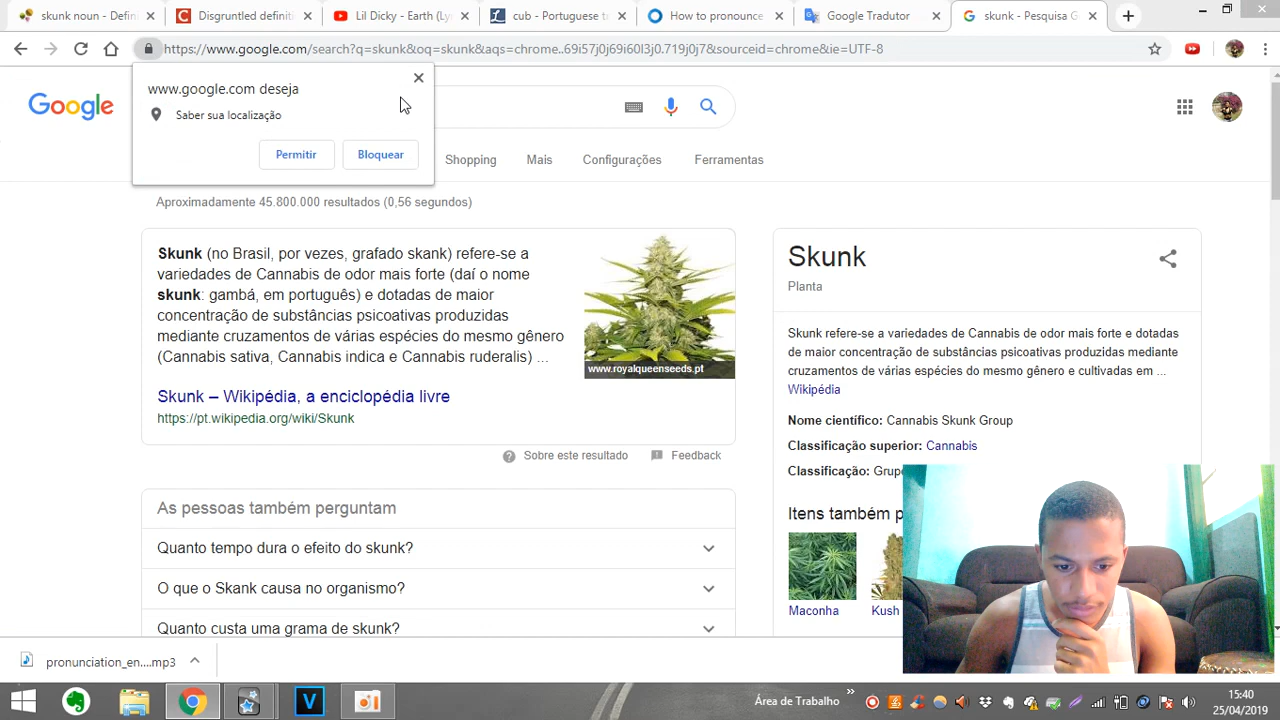 skunk noun - Defini
Disgruntled definiti
Lil Dicky - Earth (Ly
cub - Portuguese t
How to pronounce
Google Tradutor
skunk - Pesquisa G
https://www.google.com/search?q=skunk&oq=skunk&aqs=chrome..69i57j0j69i60l3j0.719j0j7&sourceid=chrome&ie=UTF-8
Google
www.google.com deseja
Saber sua localização
Permitir
Bloquear
Shopping
Mais
Configurações
Ferramentas
Aproximadamente 45.800.000 resultados (0,56 segundos)
Skunk (no Brasil, por vezes, grafado skank) refere-se a
variedades de Cannabis de odor mais forte (daí o nome
skunk: gambá, em português) e dotadas de maior
concentração de substâncias psicoativas produzidas
mediante cruzamentos de várias espécies do mesmo gênero
(Cannabis sativa, Cannabis indica e Cannabis ruderalis) ...
www.royalqueenseeds.pt
Skunk – Wikipédia, a enciclopédia livre
https://pt.wikipedia.org/wiki/Skunk
Sobre este resultado
Feedback
As pessoas também perguntam
Quanto tempo dura o efeito do skunk?
O que o Skank causa no organismo?
Quanto custa uma grama de skunk?
Skunk
Planta
Skunk refere-se a variedades de Cannabis de odor mais forte e dotadas
de maior concentração de substâncias psicoativas produzidas mediante
cruzamentos de várias espécies do mesmo gênero e cultivadas em ...
Wikipédia
Nome científico: Cannabis Skunk Group
Classificação superior: Cannabis
Classificação: Grup
Itens também p
Maconha
Kush
pronunciation_en....mp3
Área de Trabalho
15:40
25/04/2019